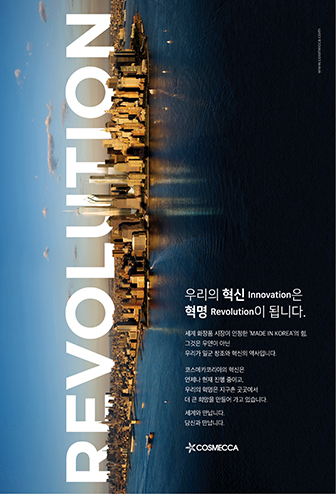 REVOLUTION
www.cosmecca.com
우리의 혁신 Innovation은
혁명 Revolution이 됩니다.
세계 화장품 시장이 인정한 'MADE IN KOREA'의 힘,
그것은 우연이 아닌
우리가 일군 창조와 혁신의 역사입니다.
코스메카코리아의 혁신은
언제나 현재 진행 중이고,
우리의 혁명은 지구촌 곳곳에서
더 큰 희망을 만들어 가고 있습니다.
세계와 만납니다.
당신과 만납니다.
COSMECCA